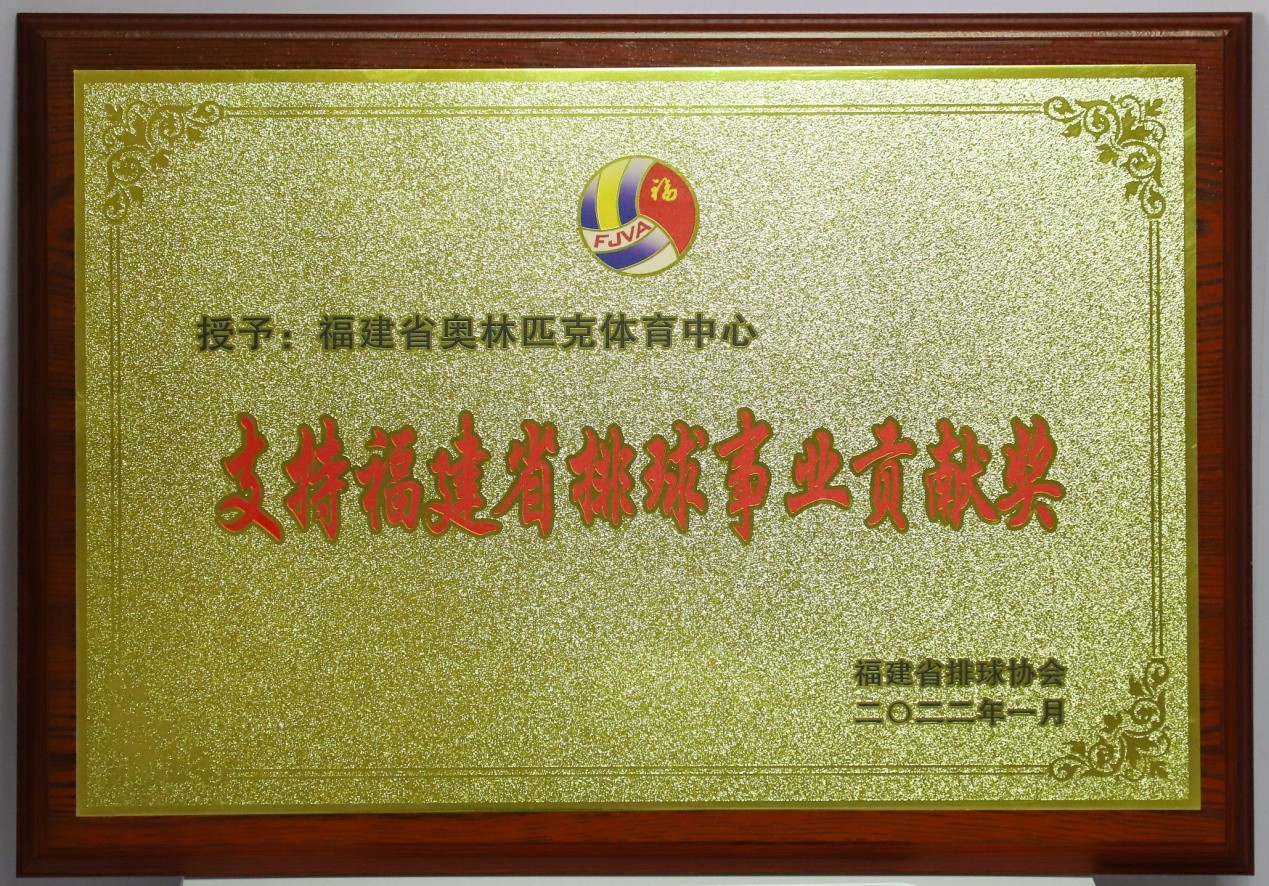 福
FJVA
授予：福建省奥林匹克体育中心
支持福建省排球事业贡献奖
福建省排球协会
二〇二二年一月